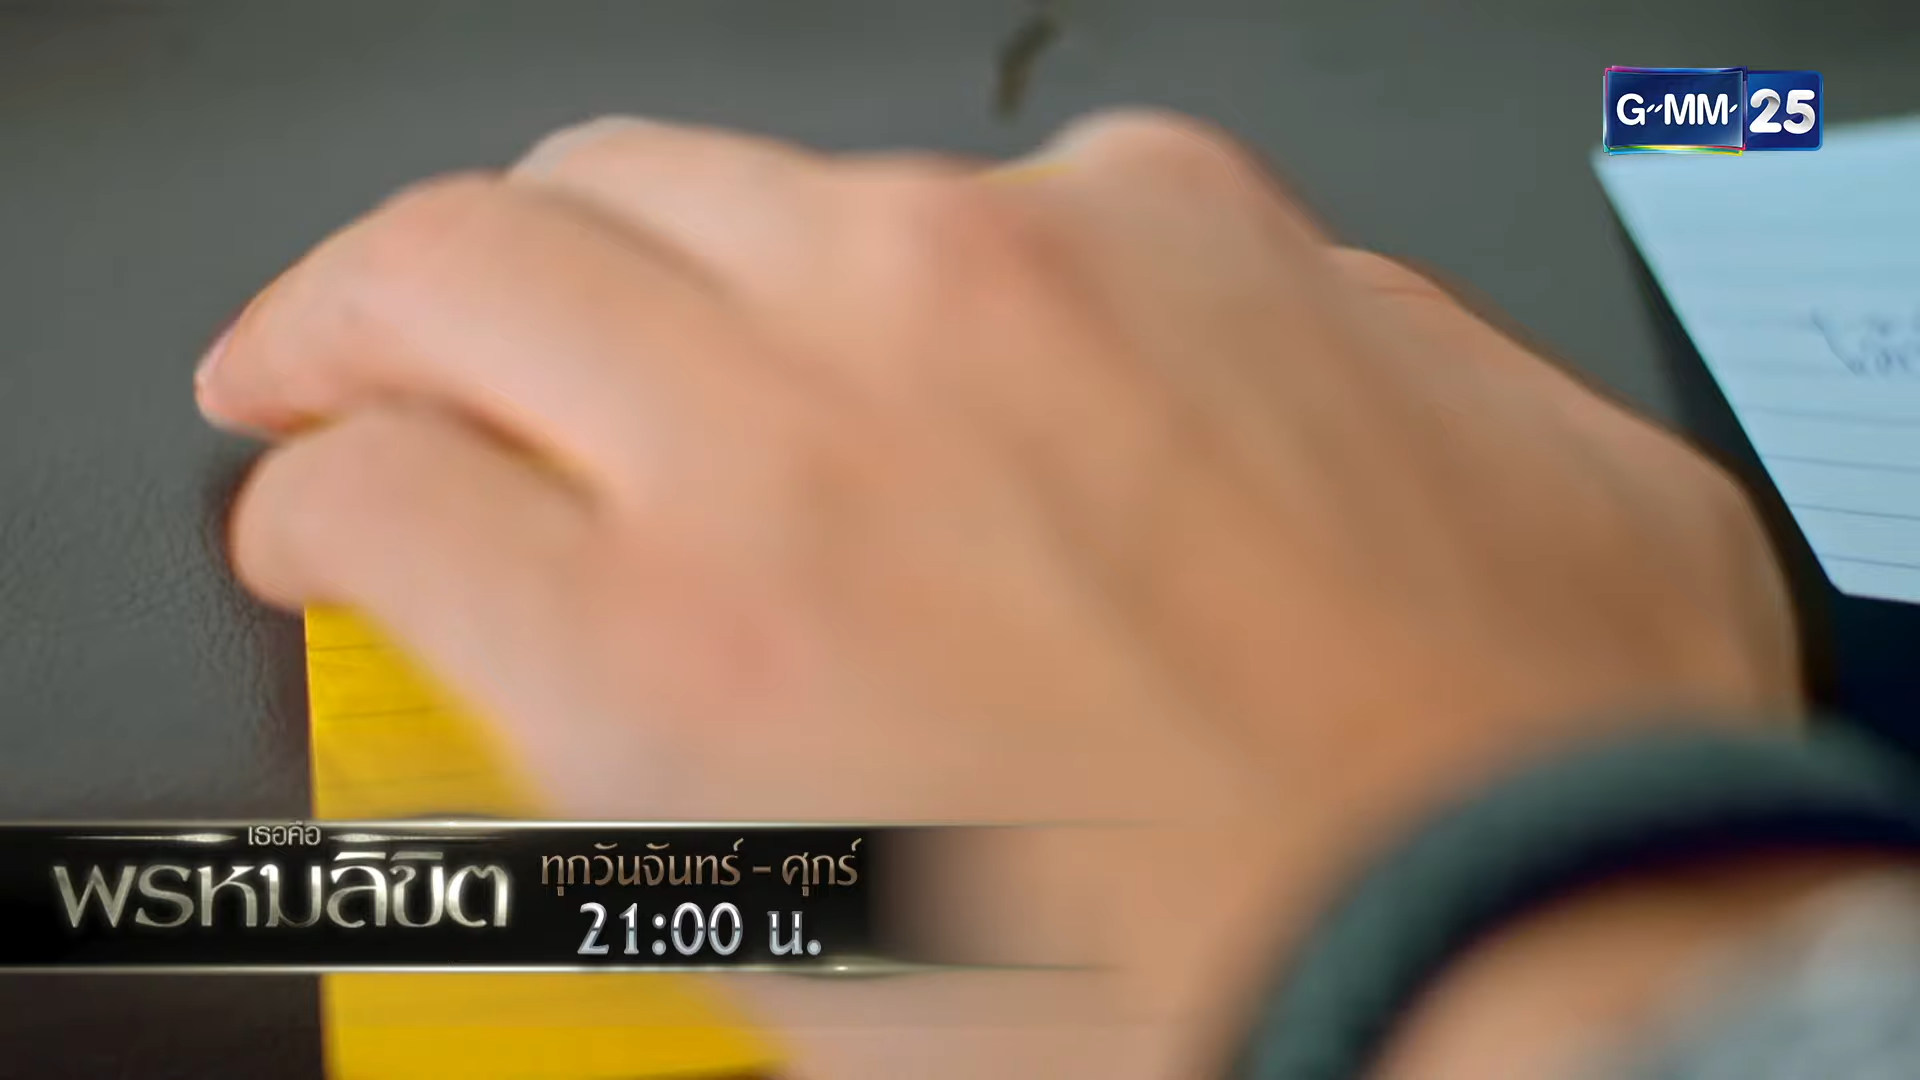 G-MM 25
เธอคือ
พรหมลิขิต
ทุกวันจันทร์ - ศุกร์
21:00 น.